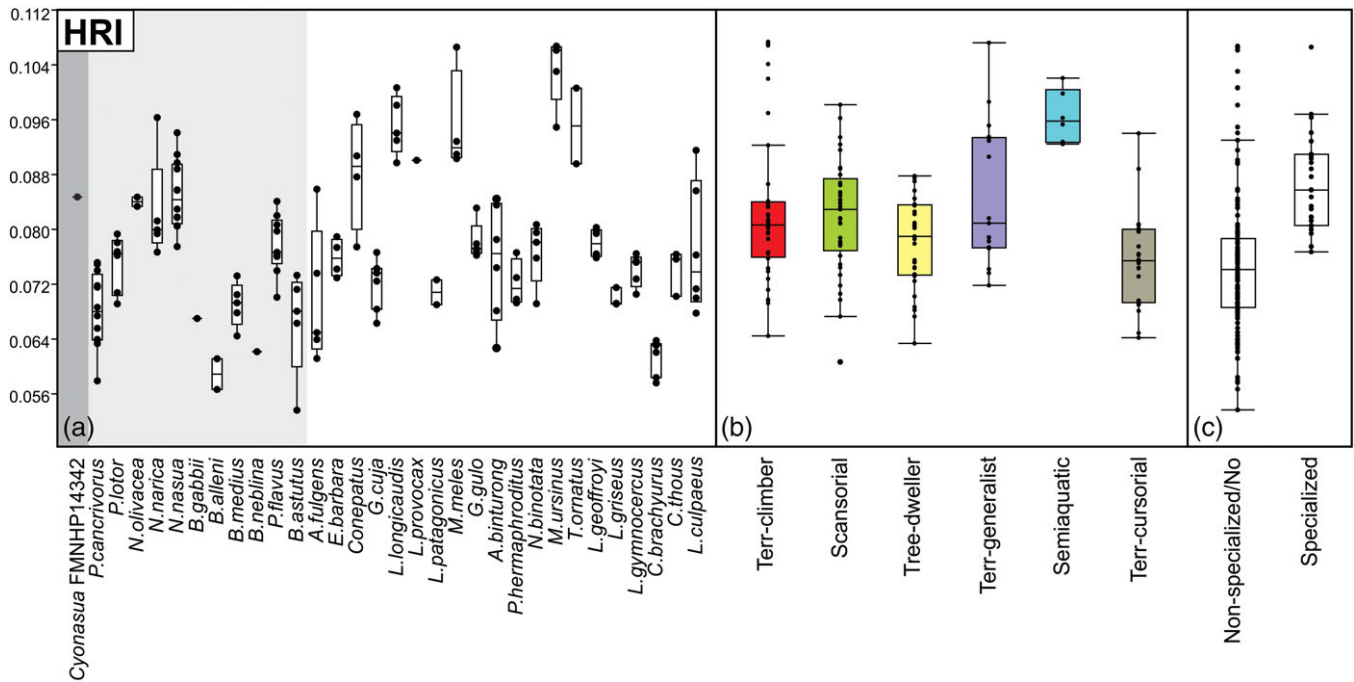 HRI
0.112
0.104
0.096
0.088
0.080
0.072
0.064
0.056
(a)
(b)
(c)
Cyonasua FMNHP14342
P.cancrivorus
P.lotor
N.olivacea
N.narica
N.nasua
B.gabbii
B.alleni
B.medius
B.neblina
P.flavus
B.astutus
A.fulgens
E.barbara
Conepatus
G.cuja
L.longicaudis
L.provocax
L.patagonicus
M.meles
G.gulo
A.binturong
P.hermaphroditus
N.binotata
M.ursinus
T.ornatus
L.geoffroyi
L.griseus
L.gymnocercus
C.brachyurus
C.thous
L.culpaeus
Terr-climber
Scansorial
Tree-dweller
Terr-generalist
Semiaquatic
Terr-cursorial
Non-specialized/No
Specialized